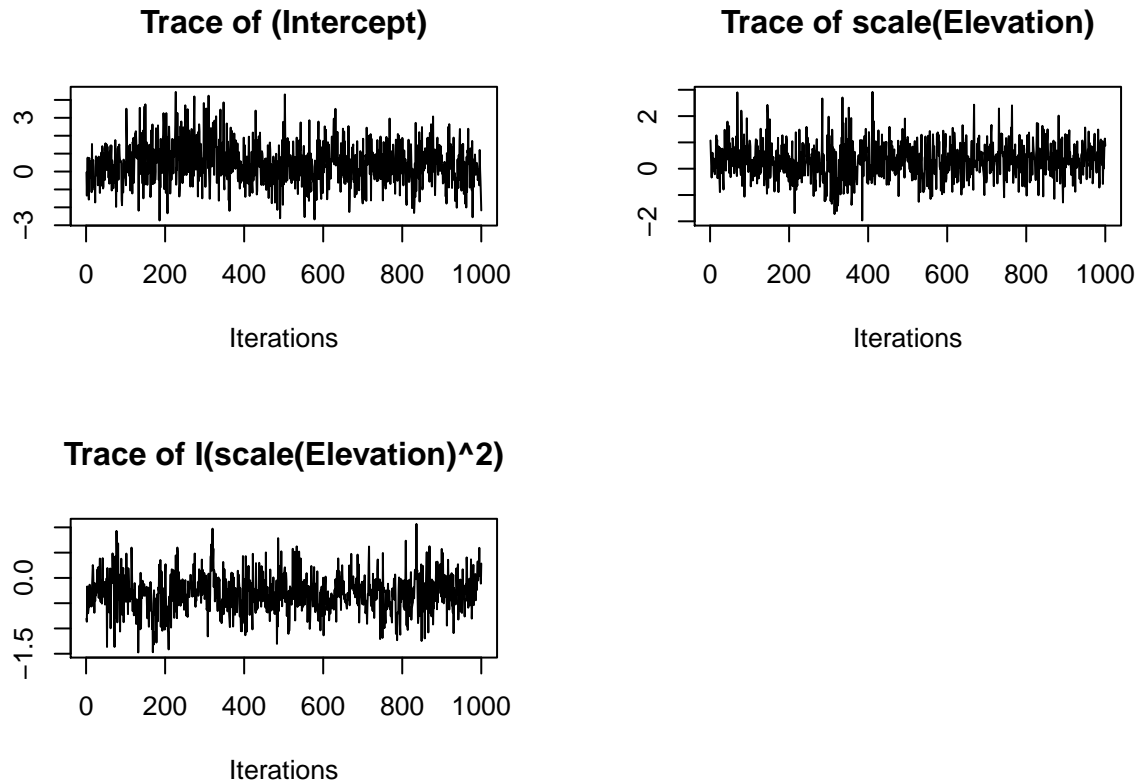 Trace of (Intercept)
3
0
−3
0 200 400 600 800 1000
Iterations
Trace of scale(Elevation)
2
0
−2
0 200 400 600 800 1000
Iterations
Trace of I(scale(Elevation)^2)
0.0
−1.5
0 200 400 600 800 1000
Iterations